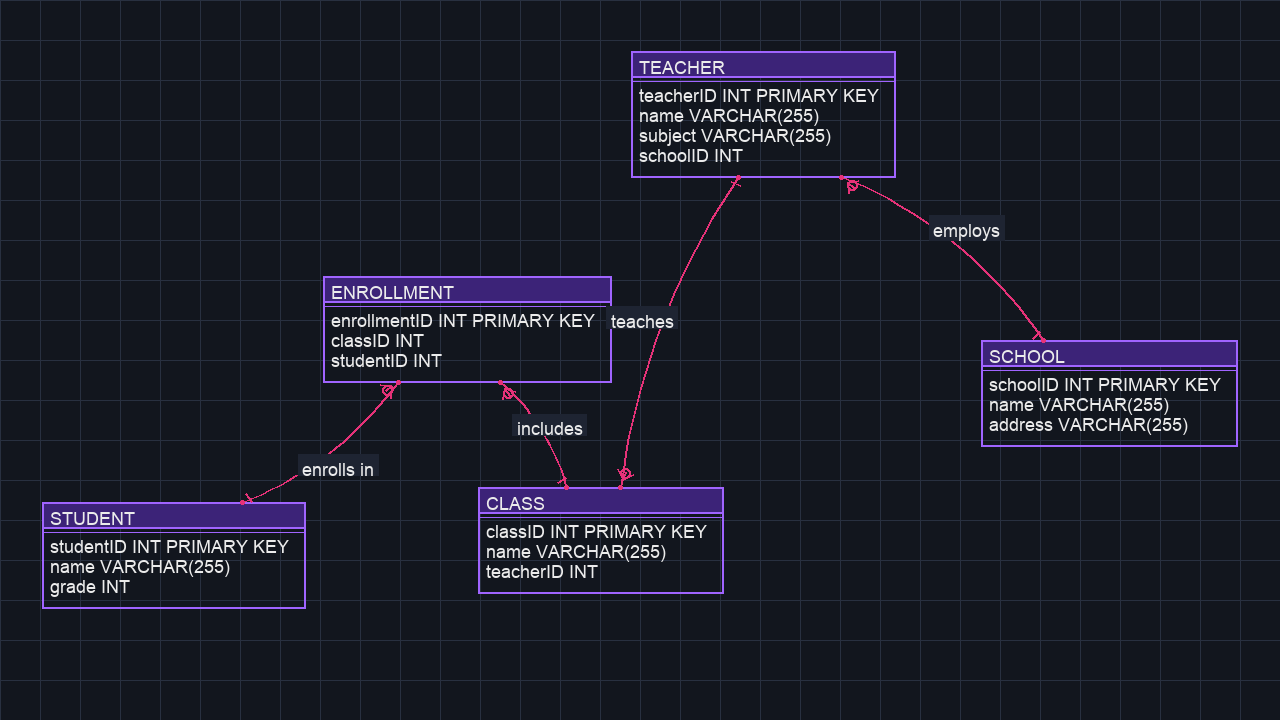 TEACHER
teacherID INT PRIMARY KEY
name VARCHAR(255)
subject VARCHAR(255)
schoolID INT
employs
ENROLLMENT
enrollmentID INT PRIMARY KEY
classID INT
studentID INT
teaches
SCHOOL
schoolID INT PRIMARY KEY
name VARCHAR(255)
address VARCHAR(255)
includes
enrolls in
STUDENT
studentID INT PRIMARY KEY
name VARCHAR(255)
grade INT
CLASS
classID INT PRIMARY KEY
name VARCHAR(255)
teacherID INT